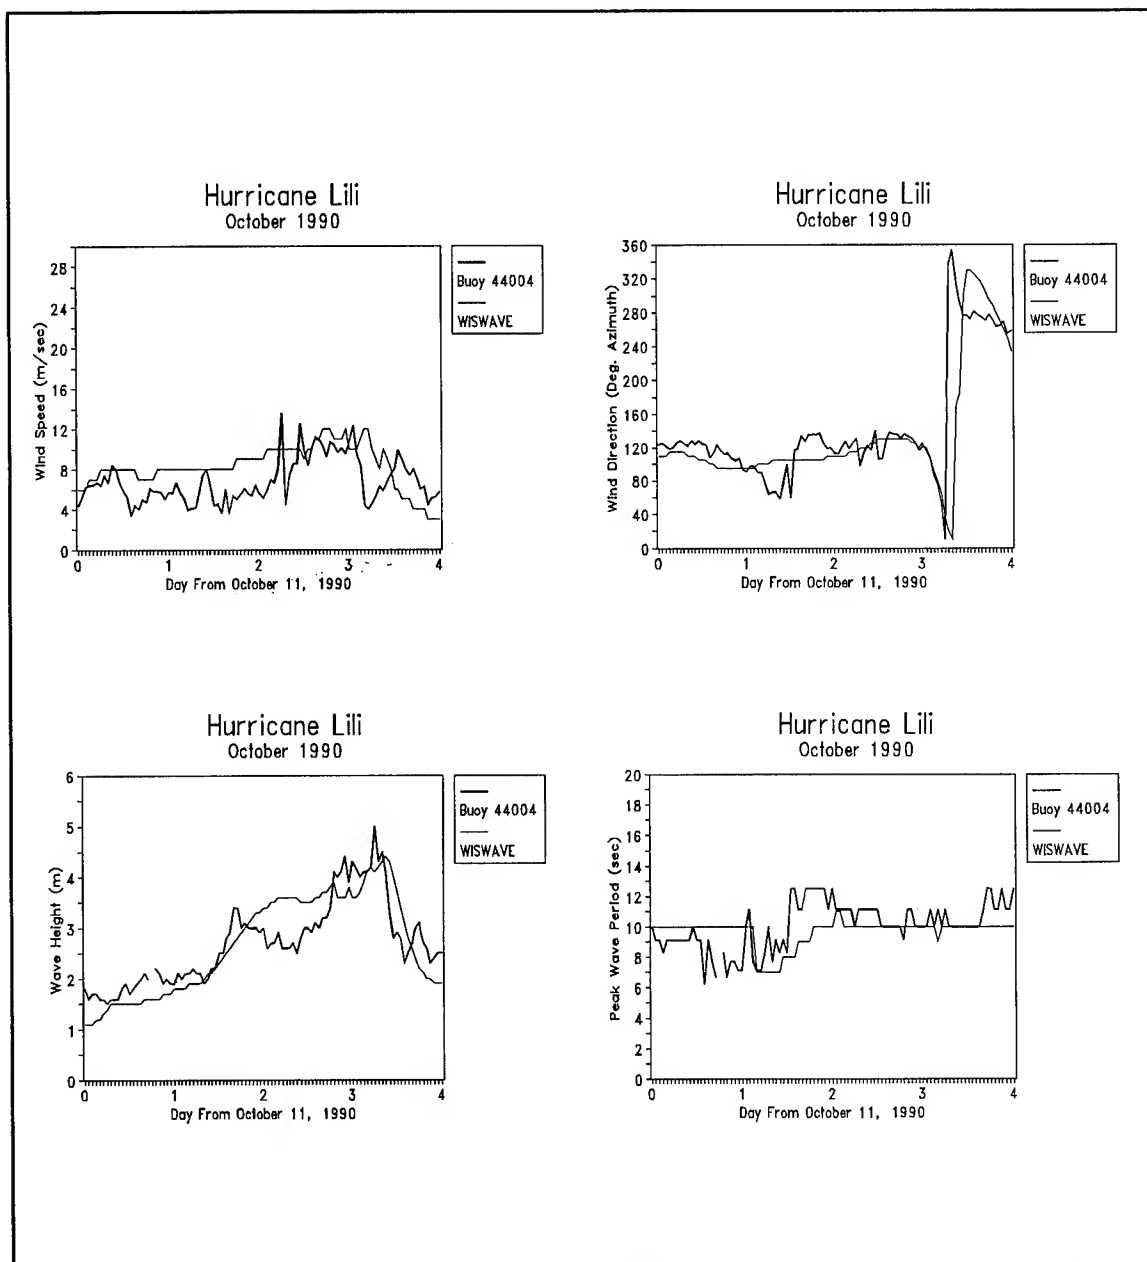 Hurricane Lili
October 1990
28
24
20
16
12
8
4
0
Wind Speed (m/sec)
0 1 2 3 4
Day From October 11, 1990
Buoy 44004
WISWAVE
Hurricane Lili
October 1990
360
320
280
240
200
160
120
80
40
0
Wind Direction (Deg. Azimuth)
0 1 2 3 4
Day From October 11, 1990
Buoy 44004
WISWAVE
Hurricane Lili
October 1990
6
5
4
3
2
1
0
Wave Height (m)
0 1 2 3 4
Day From October 11, 1990
Buoy 44004
WISWAVE
Hurricane Lili
October 1990
20
18
16
14
12
10
8
6
4
2
0
Peak Wave Period (sec)
0 1 2 3 4
Day From October 11, 1990
Buoy 44004
WISWAVE